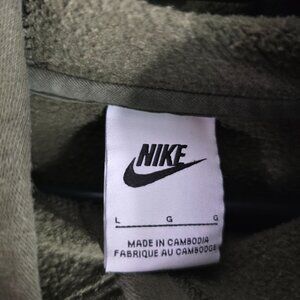 NIKE
L G G
MADE IN CAMBODIA
FABRIQUE AU CAMBODGE